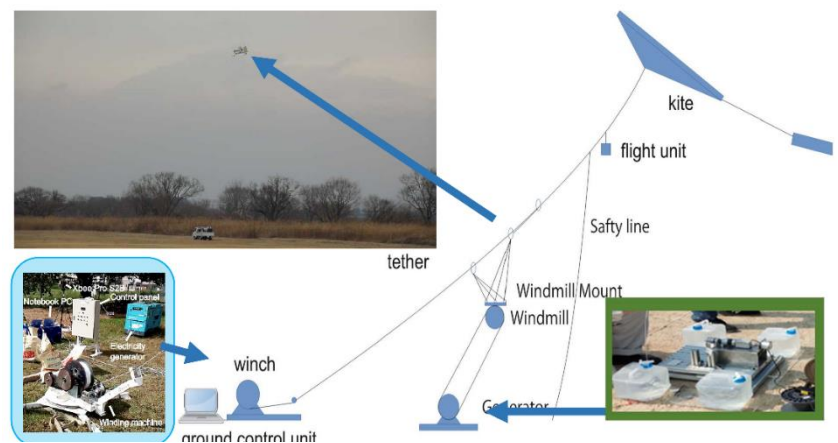 kite
flight unit
Safty line
tether
Windmill Mount
Windmill
winch
Generator
ground control unit
Xbee Pro S2B
Notebook PC
Control panel
Electricity
generator
Winding machine